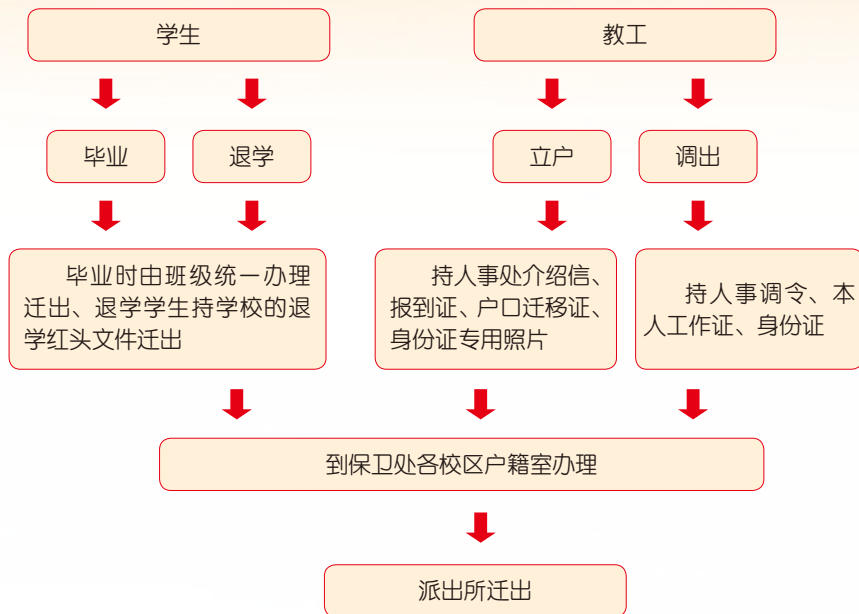 学生
教工
毕业
退学
立户
调出
毕业时由班级统一办理
迁出、退学学生持学校的退
学红头文件迁出
持人事处介绍信、
报到证、户口迁移证、
身份证专用照片
持人事调令、本
人工作证、身份证
到保卫处各校区户籍室办理
派出所迁出